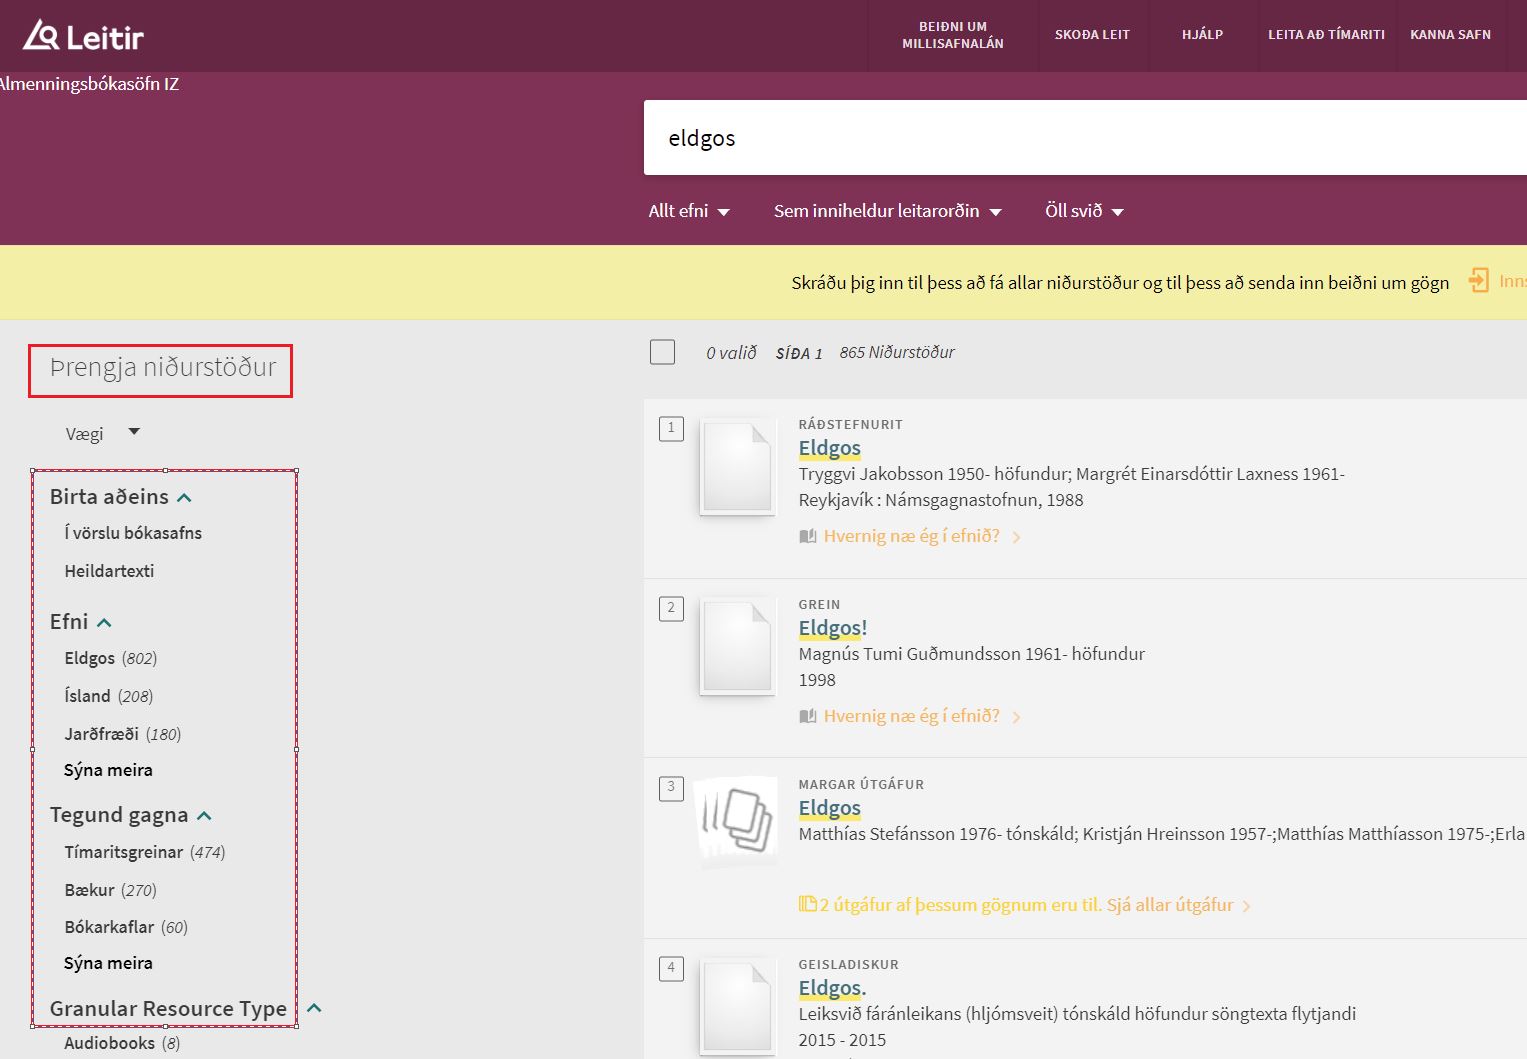 Leitir
BEIÐNI UM
MILLISAFNALÁN
SKOÐA LEIT
HJÁLP
LEITA AÐ TÍMARITI
KANNA SAFN
Almenningsbókasöfn IZ
eldgos
Allt efni
Sem inniheldur leitarorðin
Öll svið
Skráðu þig inn til þess að fá allar niðurstöður og til þess að senda inn beiðni um gögn
Þrengja niðurstöður
Vægi
Birta aðeins
Í vörslu bókasafns
Heildartexti
Efni
Eldgos (802)
Ísland (208)
Jarðfræði (180)
Sýna meira
Tegund gagna
Tímaritsgreinar (474)
Bækur (270)
Bókarkaflar (60)
Sýna meira
Granular Resource Type
Audiobooks (8)
0 valið SÍÐA 1 865 Niðurstöður
1
RÁÐSTEFNURIT
Eldgos
Tryggvi Jakobsson 1950- höfundur; Margrét Einarsdóttir Laxness 1961-
Reykjavík : Námsgagnastofnun, 1988
Hvernig næ ég í efnið?
2
GREIN
Eldgos!
Magnús Tumi Guðmundsson 1961- höfundur
1998
Hvernig næ ég í efnið?
3
MARGAR ÚTGÁFUR
Eldgos
Matthías Stefánsson 1976- tónskáld; Kristján Hreinsson 1957-;Matthías Matthíasson 1975-;Erla
2 útgáfur af þessum gögnum eru til. Sjá allar útgáfur
4
GEISLADISKUR
Eldgos.
Leiksvið fáránleikans (hljómsveit) tónskáld höfundur söngtexta flytjandi
2015 - 2015